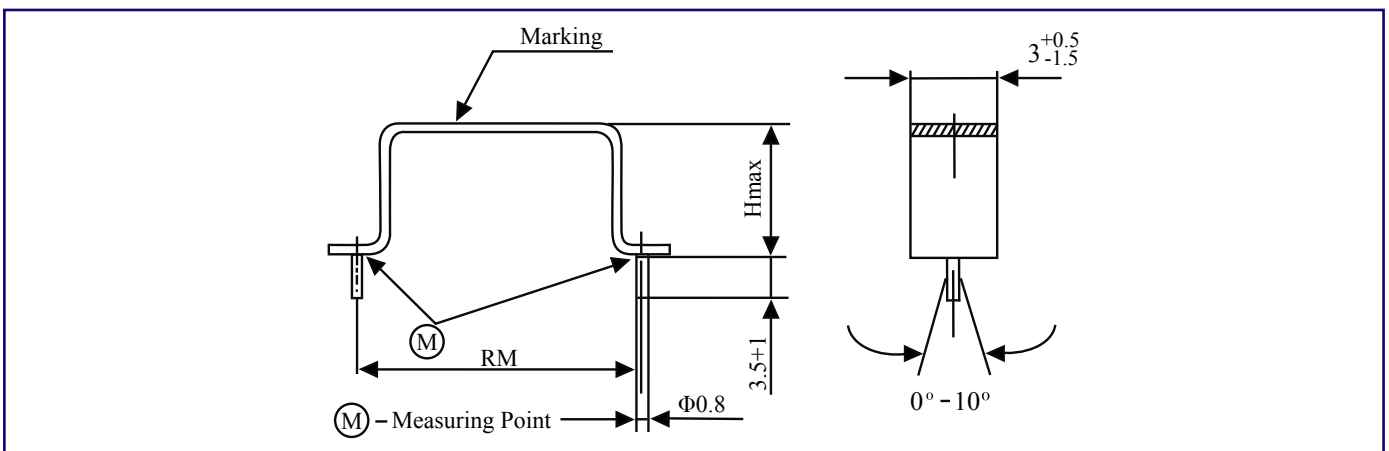 Marking
3 +0.5 -1.5
Hmax
M
RM
3.5+1
Φ0.8
0° - 10°
M - Measuring Point